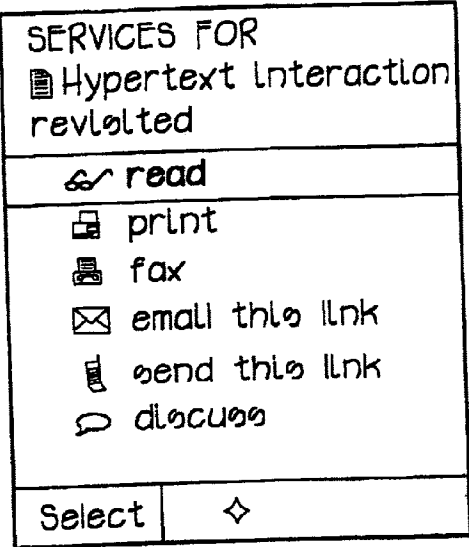 SERVICES FOR
Hypertext interaction
revisited
read
print
fax
email this link
send this link
discuss
Select